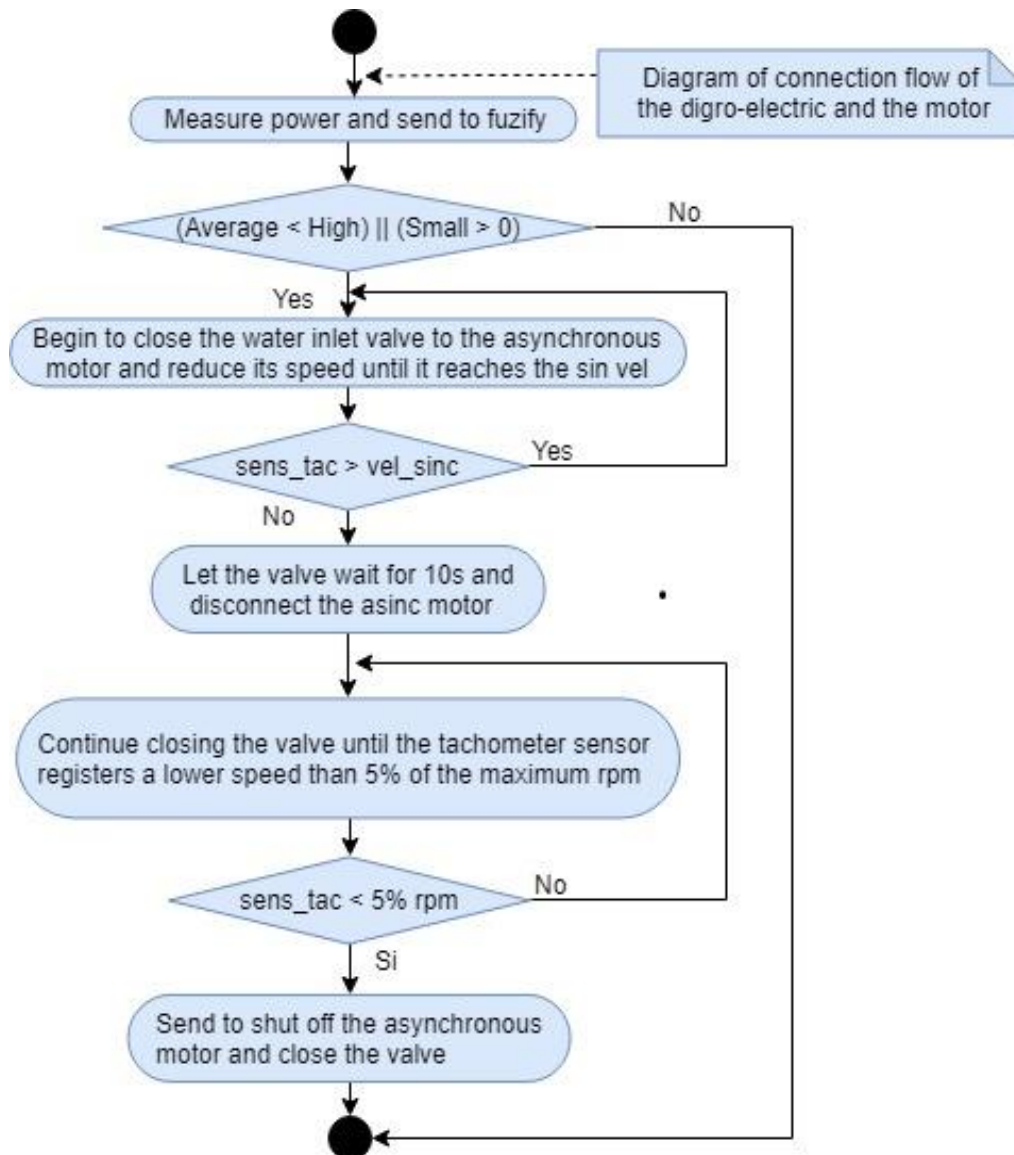 Diagram of connection flow of
the digro-electric and the motor
Measure power and send to fuzify
(Average < High) || (Small > 0)
No
Yes
Begin to close the water inlet valve to the asynchronous
motor and reduce its speed until it reaches the sin vel
sens_tac > vel_sinc
Yes
No
Let the valve wait for 10s and
disconnect the asinc motor
Continue closing the valve until the tachometer sensor
registers a lower speed than 5% of the maximum rpm
sens_tac < 5% rpm
No
Si
Send to shut off the asynchronous
motor and close the valve